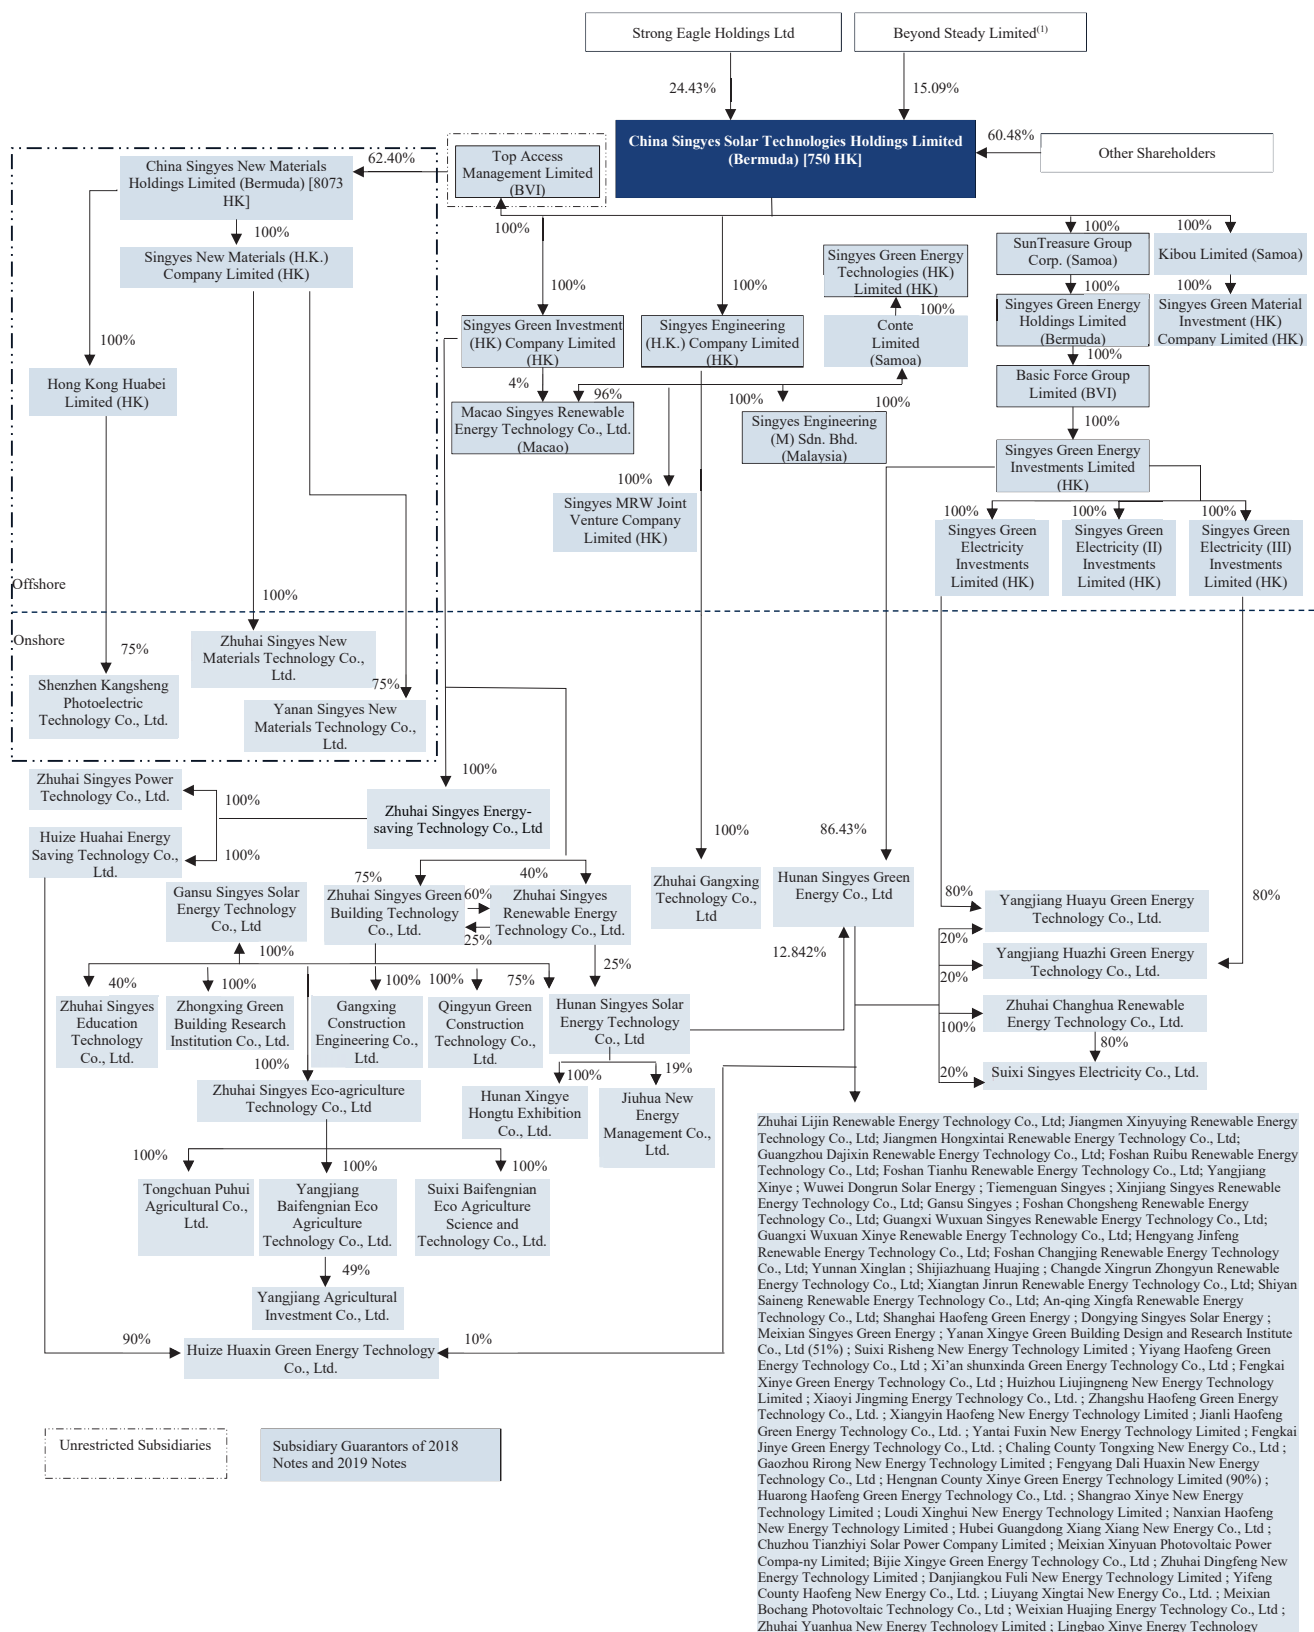 Strong Eagle Holdings Ltd
Beyond Steady Limited(1)
24.43%
15.09%
China Singyes Solar Technologies Holdings Limited
(Bermuda) [750 HK]
60.48%
Other Shareholders
China Singyes New Materials
Holdings Limited (Bermuda) [8073
HK]
62.40%
Top Access
Management Limited
(BVI)
100%
100%
Singyes New Materials (H.K.)
Company Limited (HK)
100%
Hong Kong Huabei
Limited (HK)
100%
Singyes Green Investment
(HK) Company Limited
(HK)
100%
Singyes Engineering
(H.K.) Company Limited
(HK)
Singyes Green Energy
Technologies (HK)
Limited (HK)
100%
Conte
Limited
(Samoa)
100%
SunTreasure Group
Corp. (Samoa)
100%
Kibou Limited (Samoa)
100%
Singyes Green Energy
Holdings Limited
(Bermuda)
100%
Singyes Green Material
Investment (HK)
Company Limited (HK)
100%
Basic Force Group
Limited (BVI)
100%
Singyes Green Energy
Investments Limited
(HK)
4%
96%
Macao Singyes Renewable
Energy Technology Co., Ltd.
(Macao)
100%
100%
Singyes Engineering
(M) Sdn. Bhd.
(Malaysia)
100%
Singyes MRW Joint
Venture Company
Limited (HK)
100%
100%
100%
Singyes Green
Electricity
Investments
Limited (HK)
Singyes Green
Electricity (II)
Investments
Limited (HK)
Singyes Green
Electricity (III)
Investments
Limited (HK)
Offshore
100%
Onshore
75%
Shenzhen Kangsheng
Photoelectric
Technology Co., Ltd.
Zhuhai Singyes New
Materials Technology Co.,
Ltd.
75%
Yanan Singyes New
Materials Technology Co.,
Ltd.
100%
Zhuhai Singyes Power
Technology Co., Ltd.
100%
Zhuhai Singyes Energy-
saving Technology Co., Ltd
Huize Huahai Energy
Saving Technology Co.,
Ltd.
100%
100%
86.43%
Gansu Singyes Solar
Energy Technology
Co., Ltd
75%
Zhuhai Singyes Green
Building Technology
Co., Ltd.
60%
25%
40%
Zhuhai Singyes
Renewable Energy
Technology Co., Ltd.
Zhuhai Gangxing
Technology Co.,
Ltd
Hunan Singyes Green
Energy Co., Ltd
80%
Yangjiang Huayu Green Energy
Technology Co., Ltd.
80%
20%
Yangjiang Huazhi Green Energy
Technology Co., Ltd.
20%
12.842%
100%
25%
40%
Zhuhai Singyes
Education
Technology
Co., Ltd.
100%
Zhongxing Green
Building Research
Institution Co., Ltd.
100%
Gangxing
Construction
Engineering Co.,
Ltd.
100%
Qingyun Green
Construction
Technology Co.,
Ltd.
75%
Hunan Singyes Solar
Energy Technology
Co., Ltd
Zhuhai Changhua Renewable
Energy Technology Co., Ltd.
100%
80%
20%
Suixi Singyes Electricity Co., Ltd.
100%
Zhuhai Singyes Eco-agriculture
Technology Co., Ltd
100%
Hunan Xingye
Hongtu Exhibition
Co., Ltd.
19%
Jiuhua New
Energy
Management Co.,
Ltd.
100%
Tongchuan Puhui
Agricultural Co.,
Ltd.
100%
Yangjiang
Baifengnian Eco
Agriculture
Technology Co., Ltd.
100%
Suixi Baifengnian
Eco Agriculture
Science and
Technology Co., Ltd.
49%
Yangjiang Agricultural
Investment Co., Ltd.
90%
Huize Huaxin Green Energy Technology
Co., Ltd.
10%
Zhuhai Lijin Renewable Energy Technology Co., Ltd; Jiangmen Xinyuying Renewable Energy
Technology Co., Ltd; Jiangmen Hongxintai Renewable Energy Technology Co., Ltd;
Guangzhou Dajixin Renewable Energy Technology Co., Ltd; Foshan Ruibu Renewable Energy
Technology Co., Ltd; Foshan Tianhu Renewable Energy Technology Co., Ltd; Yangjiang
Xinye ; Wuwei Dongrun Solar Energy ; Tiemenguan Singyes ; Xinjiang Singyes Renewable
Energy Technology Co., Ltd; Gansu Singyes ; Foshan Chongsheng Renewable Energy
Technology Co., Ltd; Guangxi Wuxuan Singyes Renewable Energy Technology Co., Ltd;
Guangxi Wuxuan Xinye Renewable Energy Technology Co., Ltd; Hengyang Jinfeng
Renewable Energy Technology Co., Ltd; Foshan Changjing Renewable Energy Technology
Co., Ltd; Yunnan Xinglan ; Shijiazhuang Huajing ; Changde Xingrun Zhongyun Renewable
Energy Technology Co., Ltd; Xiangtan Jinrun Renewable Energy Technology Co., Ltd; Shiyan
Saineng Renewable Energy Technology Co., Ltd; An-qing Xingfa Renewable Energy
Technology Co., Ltd; Shanghai Haofeng Green Energy ; Dongying Singyes Solar Energy ;
Meixian Singyes Green Energy ; Yanan Xingye Green Building Design and Research Institute
Co., Ltd (51%) ; Suixi Risheng New Energy Technology Limited ; Yiyang Haofeng Green
Energy Technology Co., Ltd ; Xi'an shunxinda Green Energy Technology Co., Ltd ; Fengkai
Xinye Green Energy Technology Co., Ltd ; Huizhou Liujingneng New Energy Technology
Limited ; Xiaoyi Jingming Energy Technology Co., Ltd. ; Zhangshu Haofeng Green Energy
Technology Co., Ltd. ; Xiangyin Haofeng New Energy Technology Limited ; Jianli Haofeng
Green Energy Technology Co., Ltd. ; Yantai Fuxin New Energy Technology Limited ; Fengkai
Jinye Green Energy Technology Co., Ltd. ; Chaling County Tongxing New Energy Co., Ltd ;
Gaozhou Rirong New Energy Technology Limited ; Fengyang Dali Huaxin New Energy
Technology Co., Ltd ; Hengnan County Xinye Green Energy Technology Limited (90%) ;
Huarong Haofeng Green Energy Technology Co., Ltd. ; Shangrao Xinye New Energy
Technology Limited ; Loudi Xinghui New Energy Technology Limited ; Nanxian Haofeng
New Energy Technology Limited ; Hubei Guangdong Xiang Xiang New Energy Co., Ltd ;
Chuzhou Tianzhiyi Solar Power Company Limited ; Meixian Xinyuan Photovoltaic Power
Compa-ny Limited; Bijie Xingye Green Energy Technology Co., Ltd ; Zhuhai Dingfeng New
Energy Technology Limited ; Danjiangkou Fuli New Energy Technology Limited ; Yifeng
County Haofeng New Energy Co., Ltd. ; Liuyang Xingtai New Energy Co., Ltd. ; Meixian
Bochang Photovoltaic Technology Co., Ltd ; Weixian Huajing Energy Technology Co., Ltd ;
Zhuhai Yuanhua New Energy Technology Limited ; Lingbao Xinye Energy Technology
Unrestricted Subsidiaries
Subsidiary Guarantors of 2018
Notes and 2019 Notes